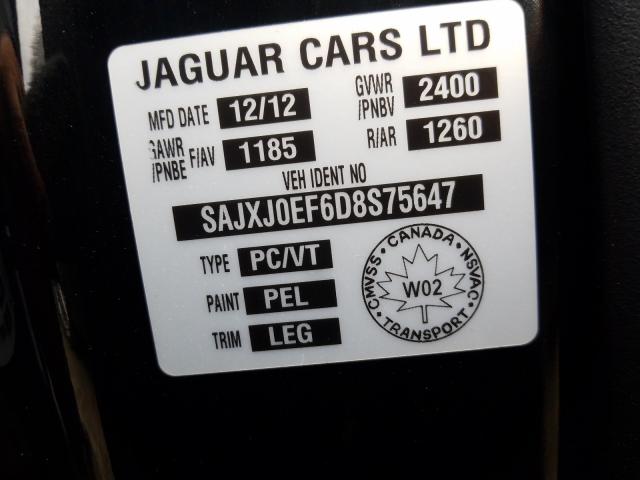 JAGUAR CARS LTD
MFD DATE 12/12 GVWR /PNBV 2400
GAWR /PNBE F/AV 1185 R/AR 1260
VEH IDENT NO
SAJXJ0EF6D8S75647
TYPE PC/VT
PAINT PEL
TRIM LEG
CMVSS • CANADA • NSVAC • TRANSPORT •
W02